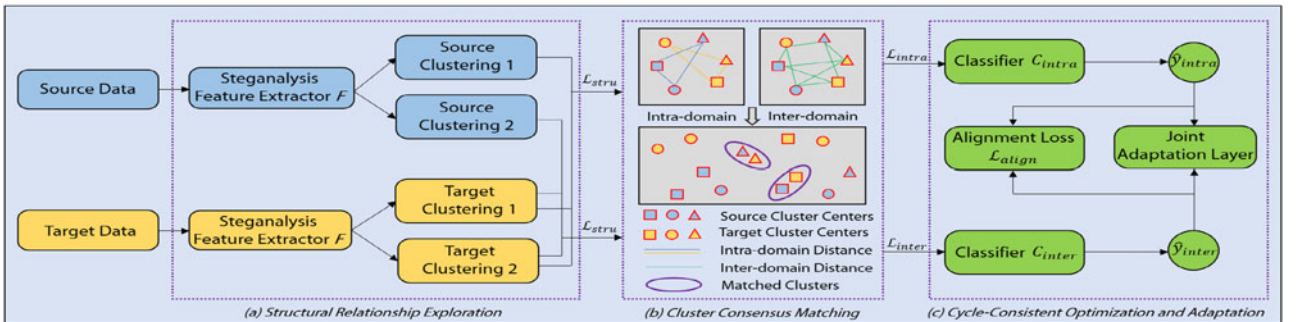 Source Data
Steganalysis
Feature Extractor F
Source
Clustering 1
Source
Clustering 2
Target Data
Steganalysis
Feature Extractor F
Target
Clustering 1
Target
Clustering 2
ℒstru
ℒstru
(a) Structural Relationship Exploration
Intra-domain
Inter-domain
Source Cluster Centers
Target Cluster Centers
Intra-domain Distance
Inter-domain Distance
Matched Clusters
(b) Cluster Consensus Matching
ℒintra
ℒinter
Classifier Cintra
ŷintra
Alignment Loss
ℒalign
Joint
Adaptation Layer
Classifier Cinter
ŷinter
(c) Cycle-Consistent Optimization and Adaptation